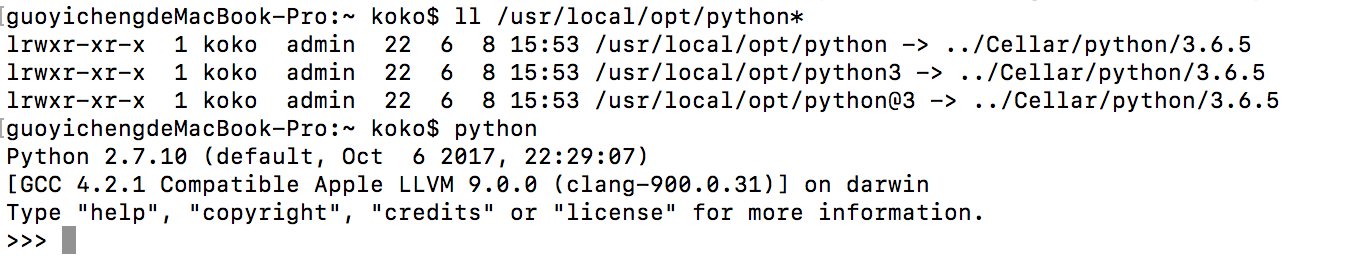 [guoyichengdeMacBook-Pro:~ koko$ ll /usr/local/opt/python*
lrwxr-xr-x  1 koko  admin  22  6  8 15:53 /usr/local/opt/python -> ../Cellar/python/3.6.5
lrwxr-xr-x  1 koko  admin  22  6  8 15:53 /usr/local/opt/python3 -> ../Cellar/python/3.6.5
lrwxr-xr-x  1 koko  admin  22  6  8 15:53 /usr/local/opt/python@3 -> ../Cellar/python/3.6.5
[guoyichengdeMacBook-Pro:~ koko$ python
Python 2.7.10 (default, Oct  6 2017, 22:29:07)
[GCC 4.2.1 Compatible Apple LLVM 9.0.0 (clang-900.0.31)] on darwin
Type "help", "copyright", "credits" or "license" for more information.
>>>